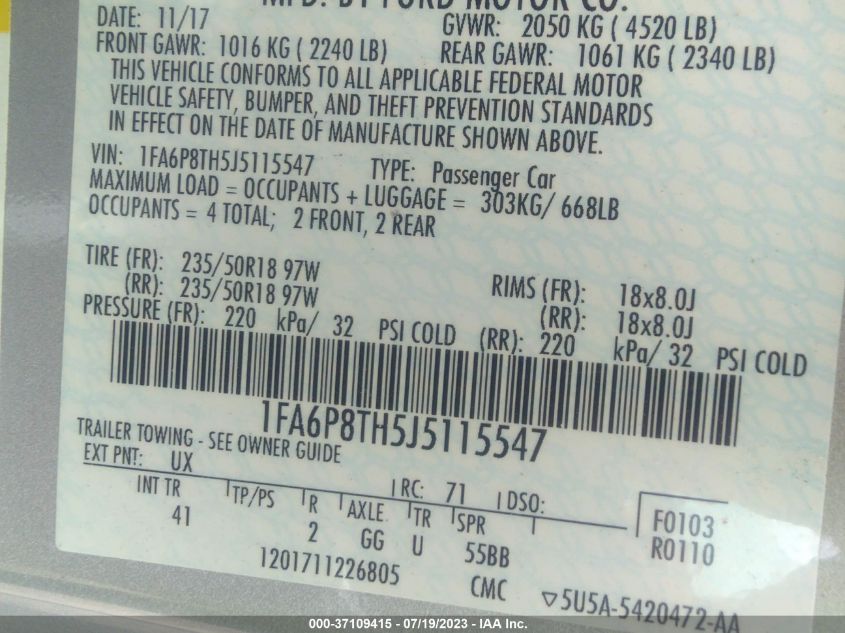 MFD. BY FORD MOTOR CO.
DATE: 11/17 GVWR: 2050 KG ( 4520 LB)
FRONT GAWR: 1016 KG ( 2240 LB) REAR GAWR: 1061 KG ( 2340 LB)
THIS VEHICLE CONFORMS TO ALL APPLICABLE FEDERAL MOTOR
VEHICLE SAFETY, BUMPER, AND THEFT PREVENTION STANDARDS
IN EFFECT ON THE DATE OF MANUFACTURE SHOWN ABOVE.
VIN: 1FA6P8TH5J5115547 TYPE: Passenger Car
MAXIMUM LOAD = OCCUPANTS + LUGGAGE = 303KG/ 668LB
OCCUPANTS = 4 TOTAL; 2 FRONT, 2 REAR
TIRE (FR): 235/50R18 97W RIMS (FR): 18x8.0J
(RR): 235/50R18 97W (RR): 18x8.0J
PRESSURE (FR): 220 kPa/ 32 PSI COLD (RR): 220 kPa/ 32 PSI COLD
1FA6P8TH5J5115547
TRAILER TOWING - SEE OWNER GUIDE
EXT PNT: UX RC: 71 DSO:
INT TR TP/PS R AXLE TR SPR F0103
41 2 GG U 55BB R0110
1201711226805 CMC ▽5U5A-5420472-AA
000-37109415 - 07/19/2023 - IAA Inc.